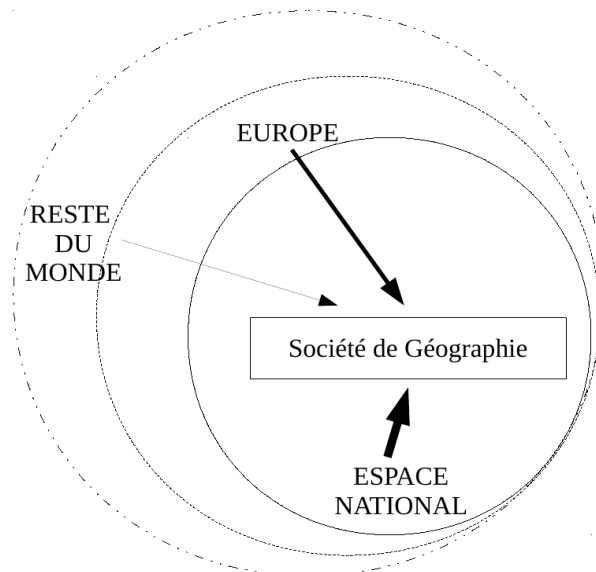 EUROPE
RESTE
DU
MONDE
Société de Géographie
ESPACE
NATIONAL